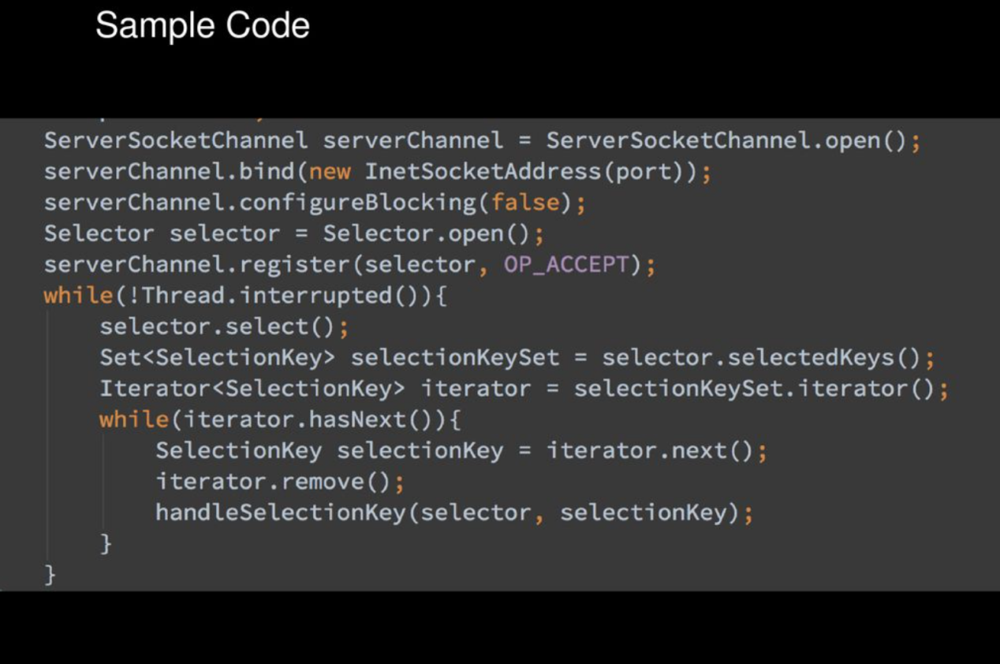 Sample Code
ServerSocketChannel serverChannel = ServerSocketChannel.open();
serverChannel.bind(new InetSocketAddress(port));
serverChannel.configureBlocking(false);
Selector selector = Selector.open();
serverChannel.register(selector, OP_ACCEPT);
while(!Thread.interrupted()){
    selector.select();
    Set<SelectionKey> selectionKeySet = selector.selectedKeys();
    Iterator<SelectionKey> iterator = selectionKeySet.iterator();
    while(iterator.hasNext()){
        SelectionKey selectionKey = iterator.next();
        iterator.remove();
        handleSelectionKey(selector, selectionKey);
    }
}